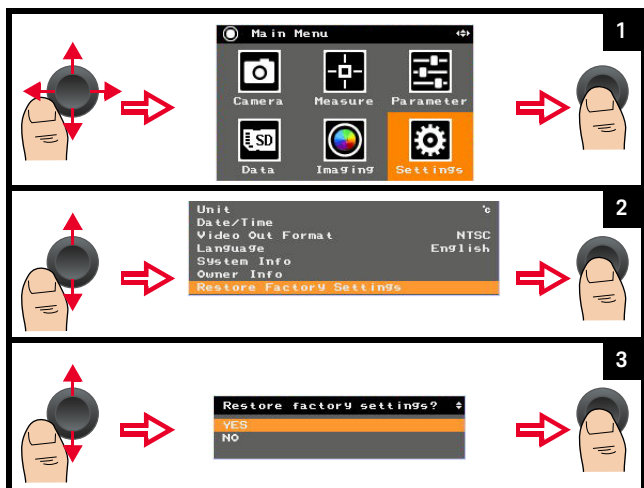 1
Main Menu
Camera Measure Parameter
SD
Data Imaging Settings
2
Unit °c
Date/Time
Video Out Format NTSC
Language English
System Info
Owner Info
Restore Factory Settings
3
Restore factory settings?
YES
NO